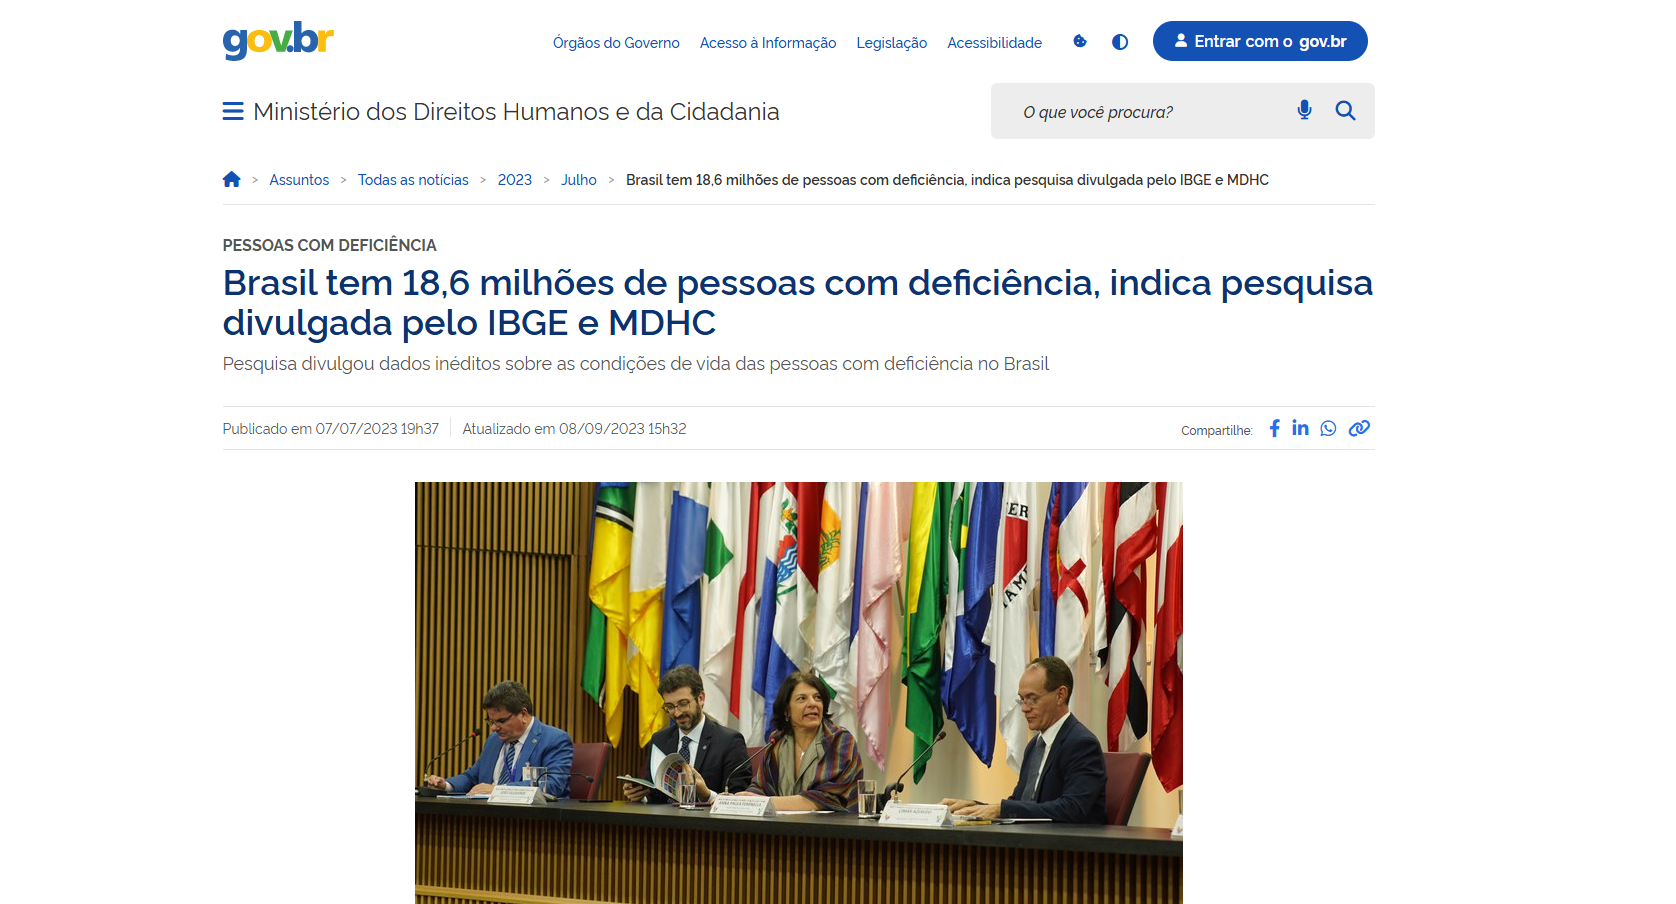 gov.br
Órgãos do Governo
Acesso à Informação
Legislação
Acessibilidade
Entrar com o gov.br
Ministério dos Direitos Humanos e da Cidadania
O que você procura?
> Assuntos > Todas as notícias > 2023 > Julho > Brasil tem 18,6 milhões de pessoas com deficiência, indica pesquisa divulgada pelo IBGE e MDHC
PESSOAS COM DEFICIÊNCIA
Brasil tem 18,6 milhões de pessoas com deficiência, indica pesquisa
divulgada pelo IBGE e MDHC
Pesquisa divulgou dados inéditos sobre as condições de vida das pessoas com deficiência no Brasil
Publicado em 07/07/2023 19h37
Atualizado em 08/09/2023 15h32
Compartilhe: